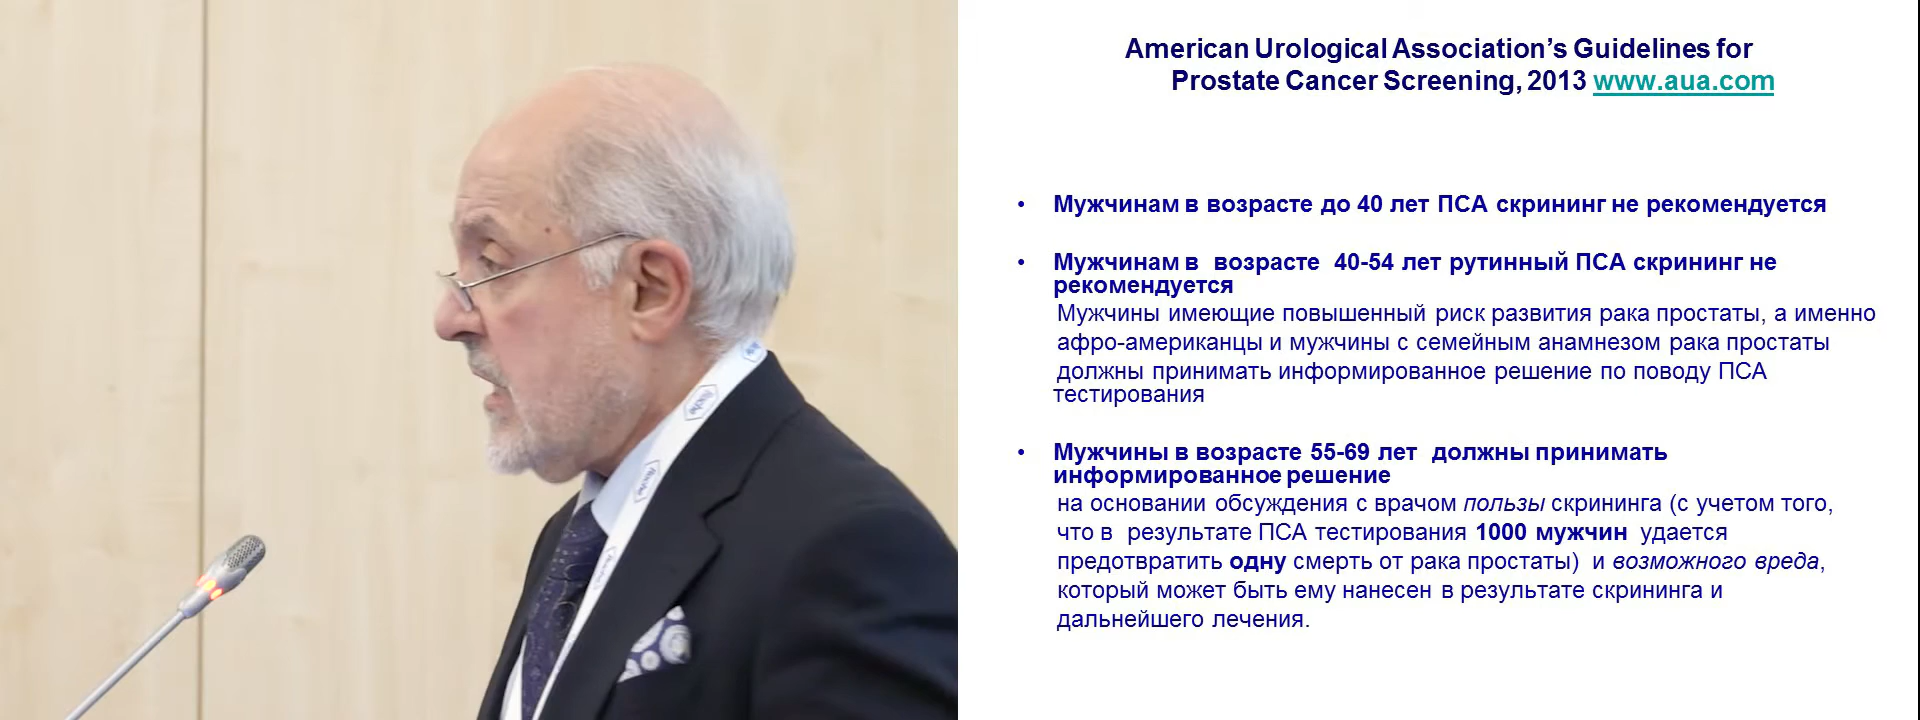 American Urological Association’s Guidelines for
Prostate Cancer Screening, 2013 www.aua.com
• Мужчинам в возрасте до 40 лет ПСА скрининг не рекомендуется
• Мужчинам в возрасте 40-54 лет рутинный ПСА скрининг не
рекомендуется
Мужчины имеющие повышенный риск развития рака простаты, а именно
афро-американцы и мужчины с семейным анамнезом рака простаты
должны принимать информированное решение по поводу ПСА
тестирования
• Мужчины в возрасте 55-69 лет должны принимать
информированное решение
на основании обсуждения с врачом пользы скрининга (с учетом того,
что в результате ПСА тестирования 1000 мужчин удается
предотвратить одну смерть от рака простаты) и возможного вреда,
который может быть ему нанесен в результате скрининга и
дальнейшего лечения.